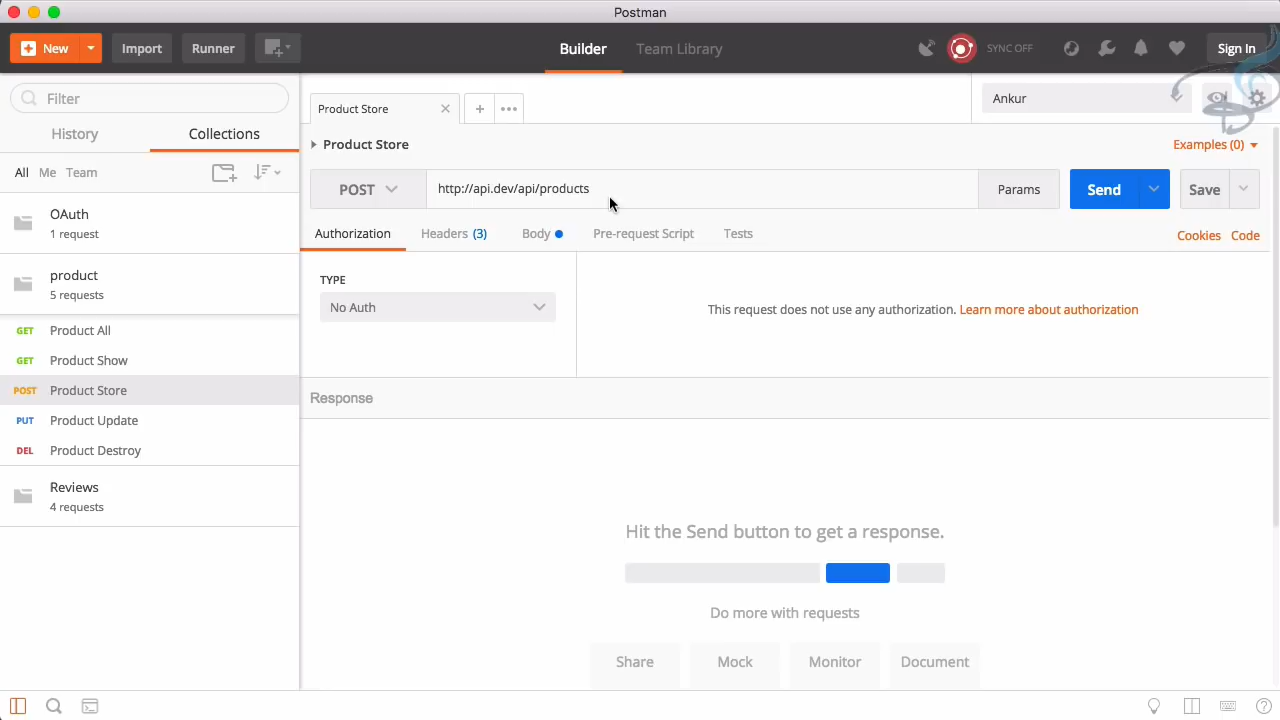 Postman
New
Import
Runner
Builder
Team Library
SYNC OFF
Sign In
Filter
History
Collections
All Me Team
OAuth
1 request
product
5 requests
GET Product All
GET Product Show
POST Product Store
PUT Product Update
DEL Product Destroy
Reviews
4 requests
Product Store
Ankur
Product Store
Examples (0)
POST
http://api.dev/api/products
Params
Send
Save
Authorization
Headers (3)
Body
Pre-request Script
Tests
Cookies
Code
TYPE
No Auth
This request does not use any authorization. Learn more about authorization
Response
Hit the Send button to get a response.
Do more with requests
Share
Mock
Monitor
Document